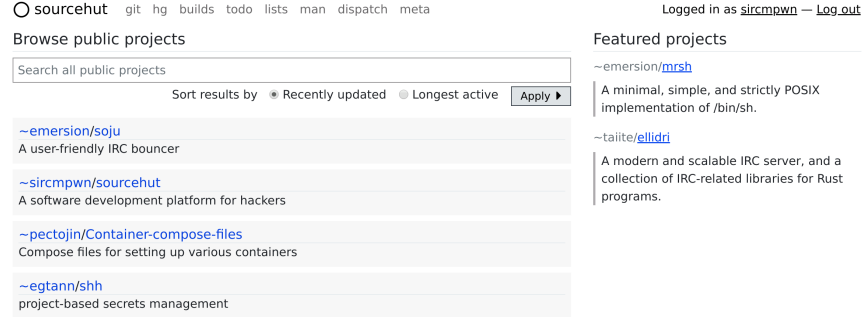 sourcehut git hg builds todo lists man dispatch meta Logged in as sircmpwn — Log out
Browse public projects
Search all public projects
Sort results by Recently updated Longest active Apply
~emersion/soju
A user-friendly IRC bouncer
~sircmpwn/sourcehut
A software development platform for hackers
~pectojin/Container-compose-files
Compose files for setting up various containers
~egtann/shh
project-based secrets management
Featured projects
~emersion/mrsh
A minimal, simple, and strictly POSIX
implementation of /bin/sh.
~taiite/ellidri
A modern and scalable IRC server, and a
collection of IRC-related libraries for Rust
programs.